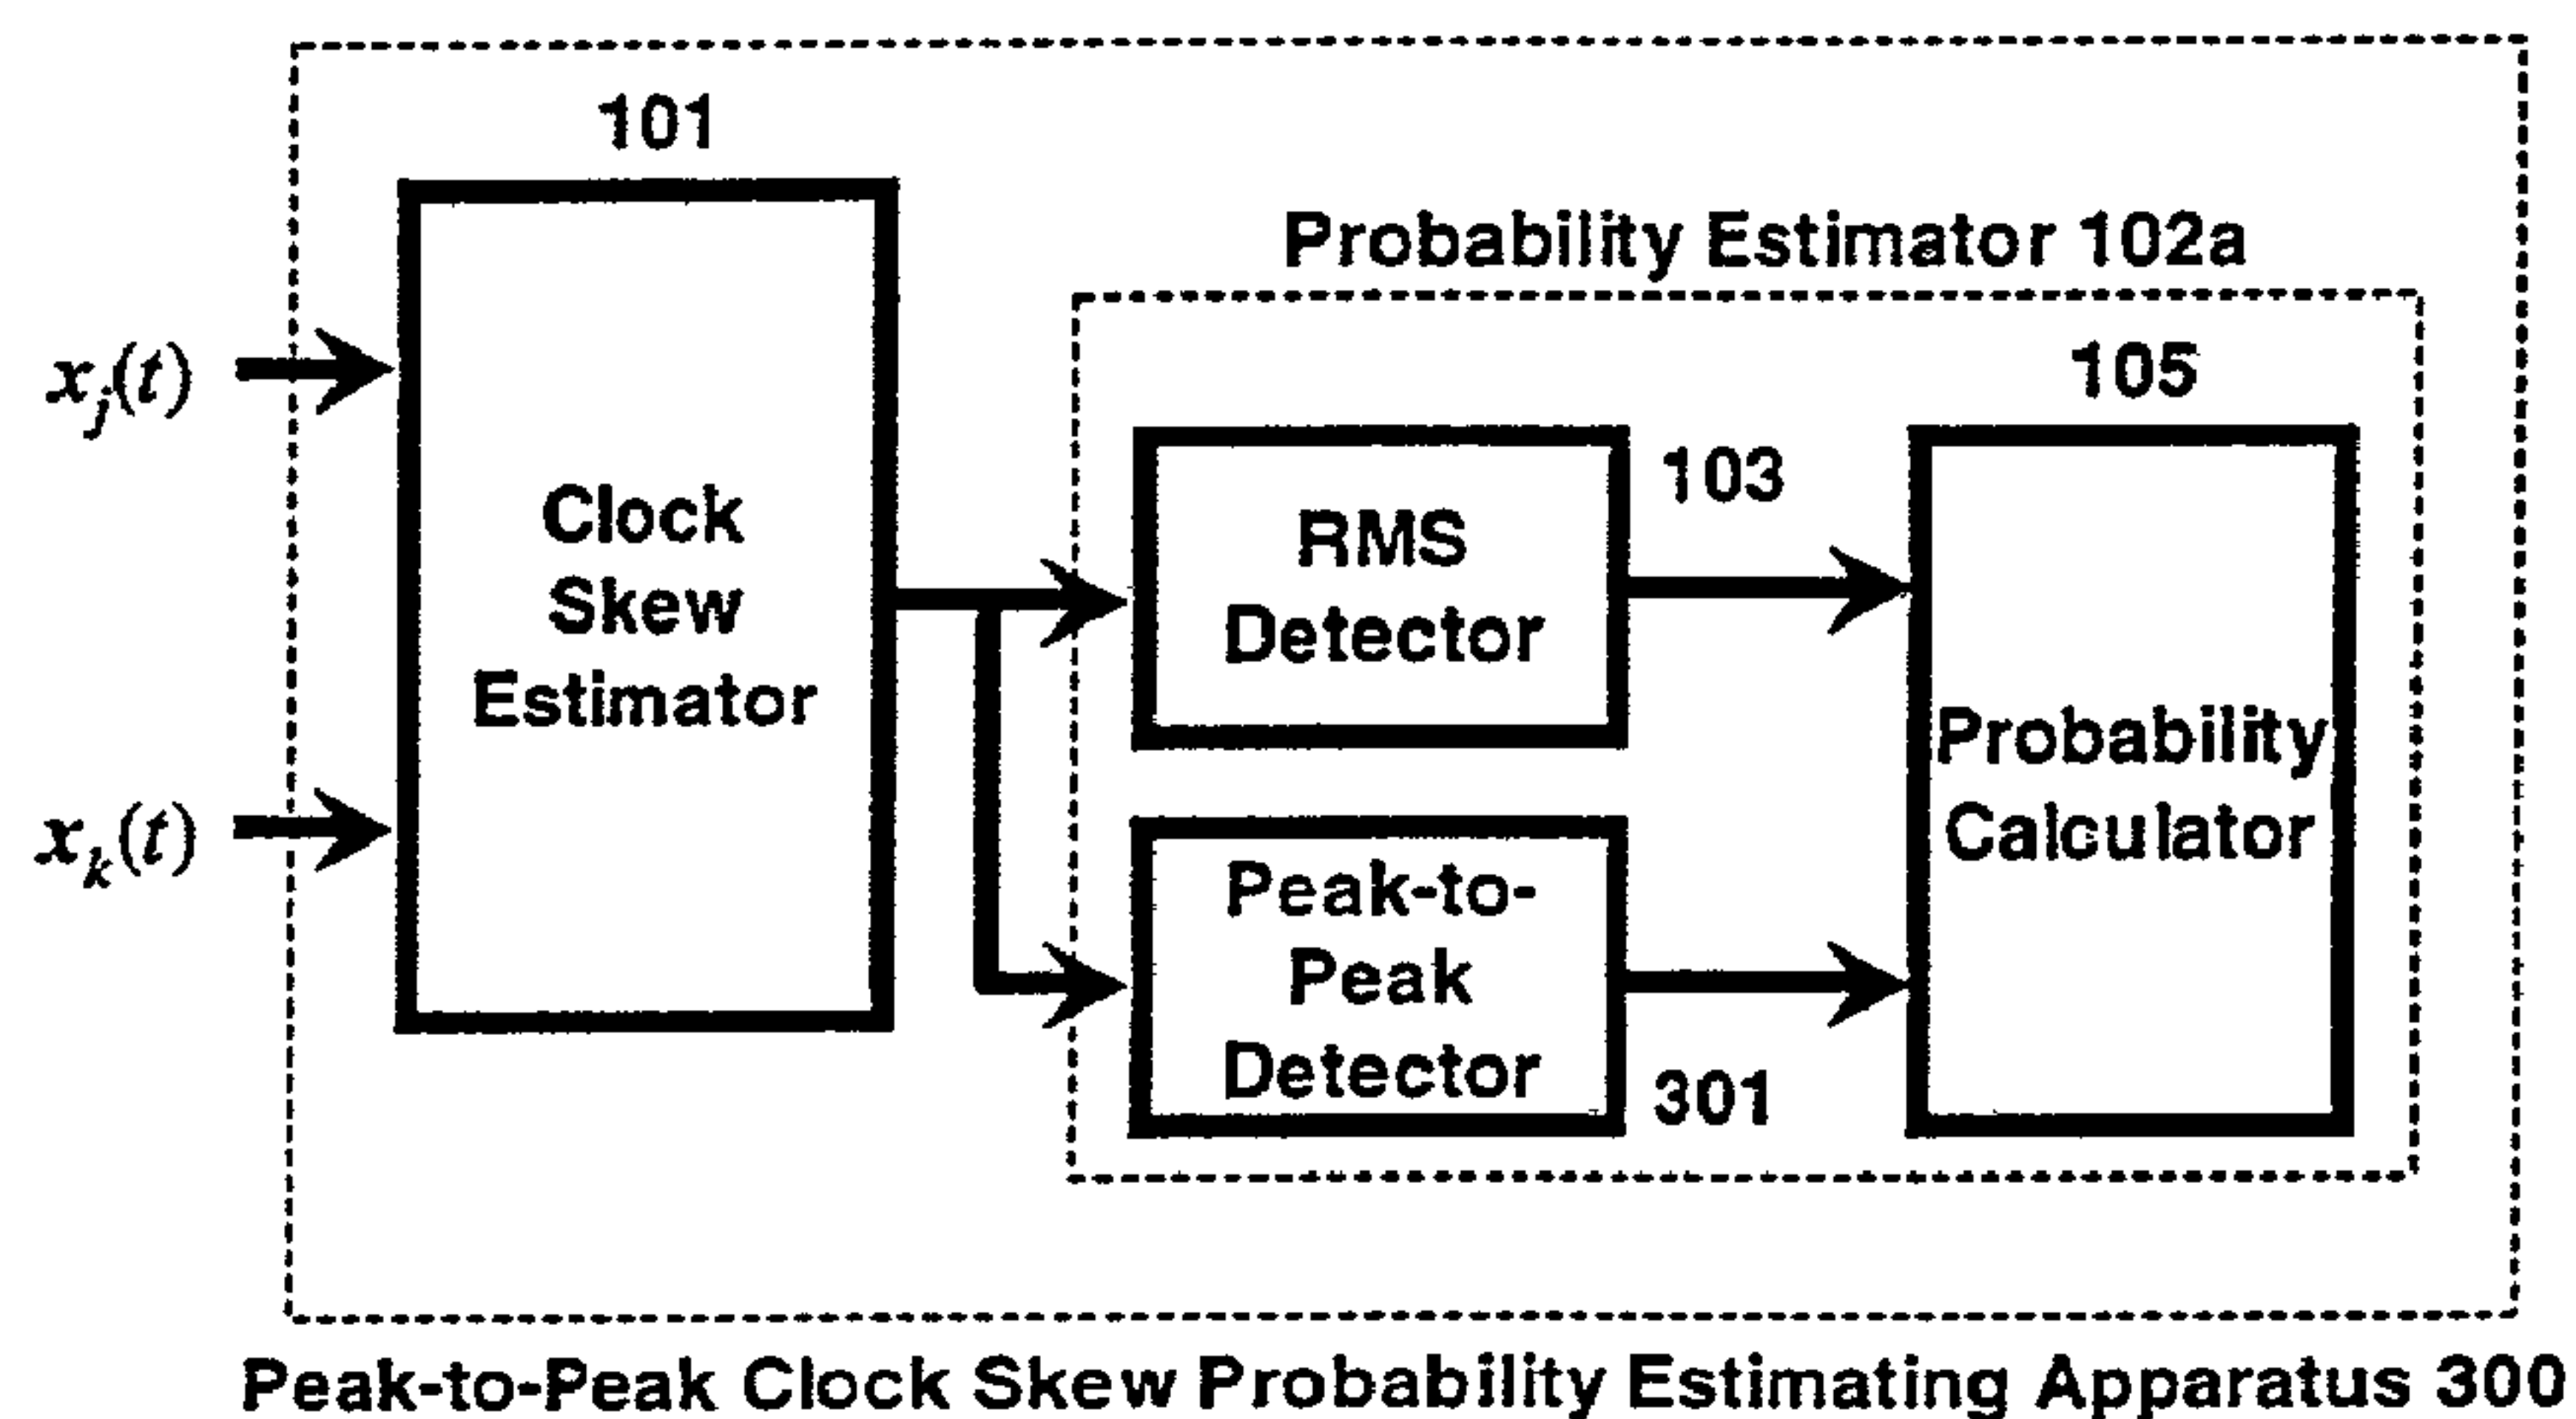 101
Probability Estimator 102a
105
x_j(t)
103
Clock
Skew
Estimator
RMS
Detector
Probability
Calculator
x_k(t)
Peak-to-
Peak
Detector
301
Peak-to-Peak Clock Skew Probability Estimating Apparatus 300